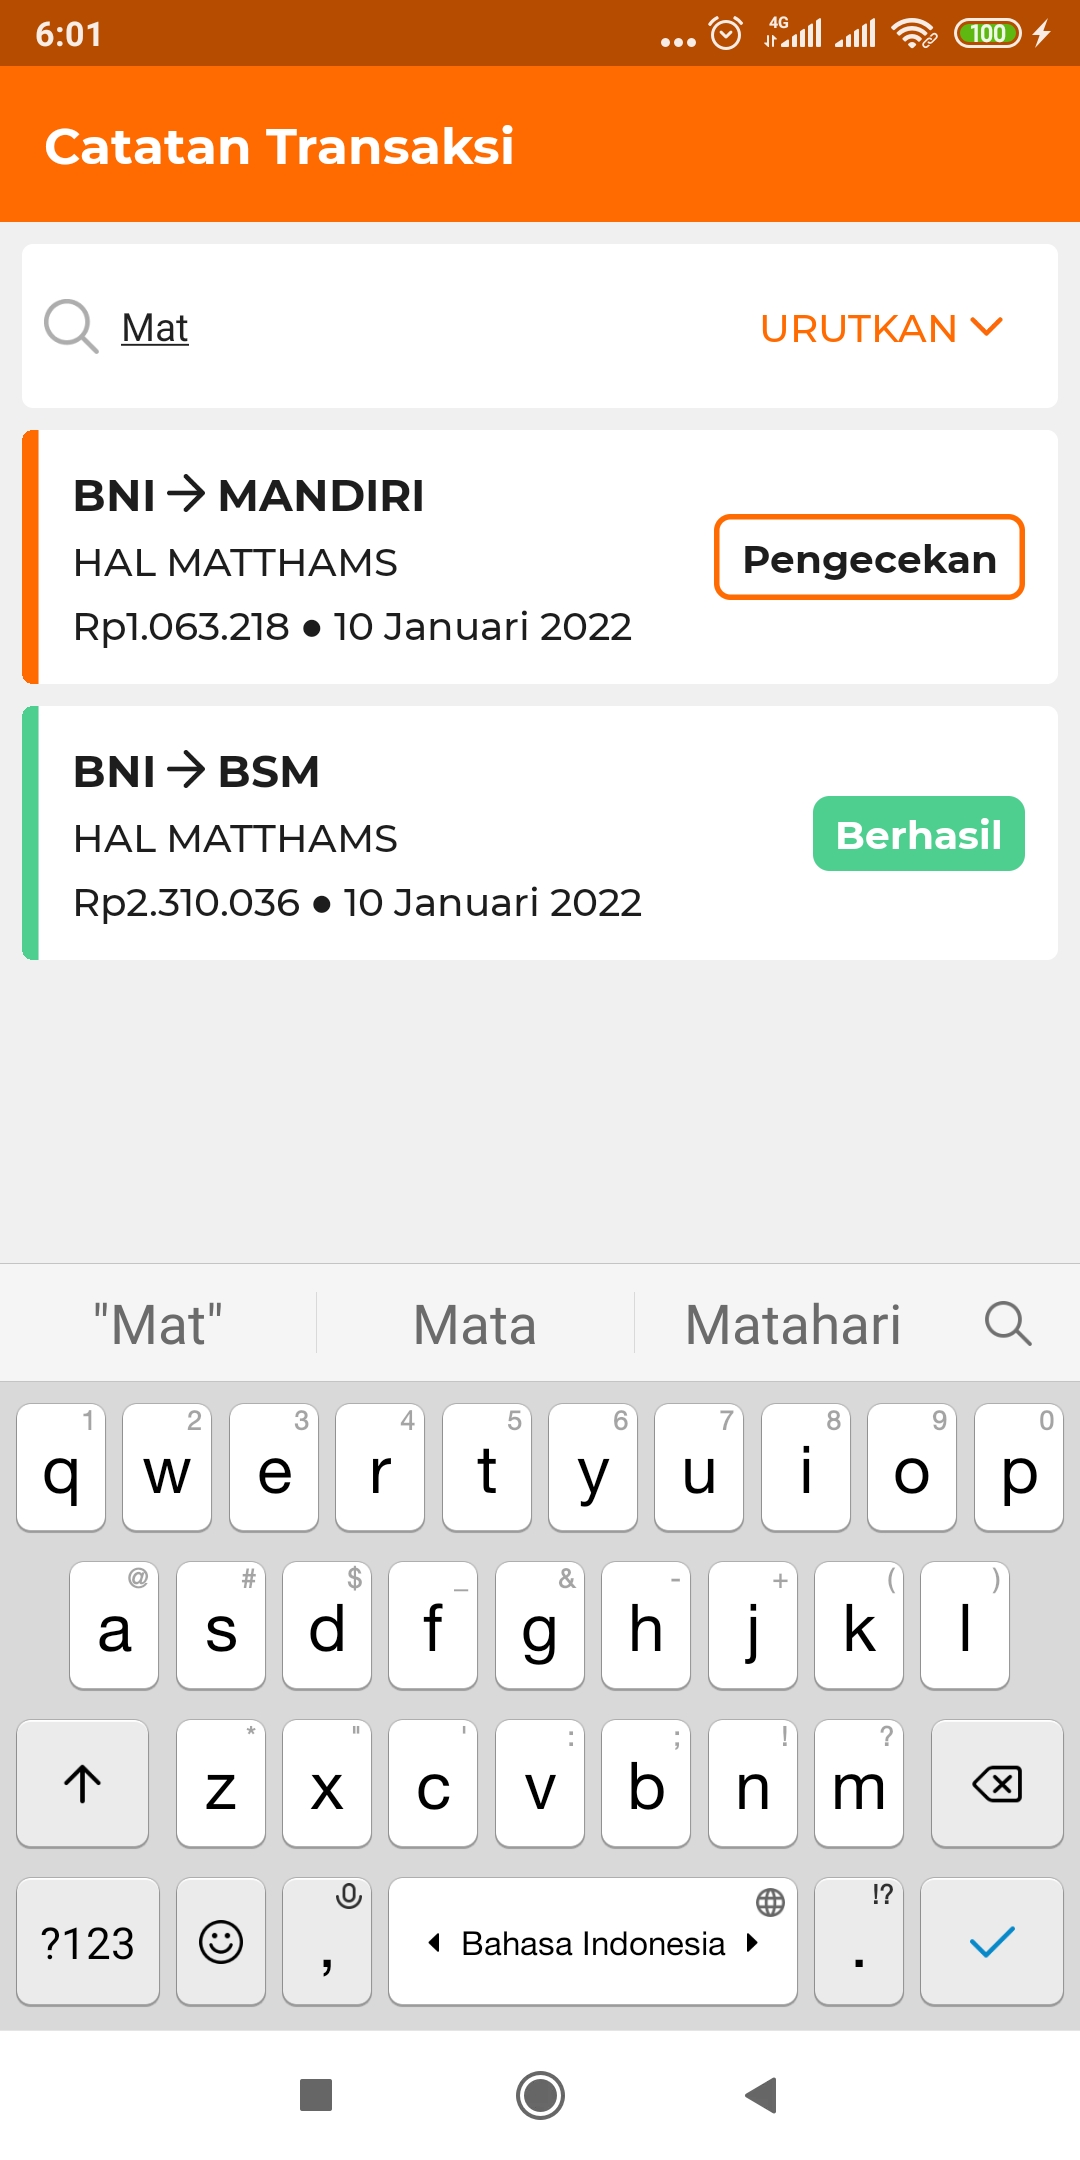 6:01
4G
100
Catatan Transaksi
Mat
URUTKAN
BNI → MANDIRI
HAL MATTHAMS
Pengecekan
Rp1.063.218 ● 10 Januari 2022
BNI → BSM
HAL MATTHAMS
Berhasil
Rp2.310.036 ● 10 Januari 2022
"Mat" Mata Matahari
1 2 3 4 5 6 7 8 9 0
q w e r t y u i o p
@ # $ _ & - + ( )
a s d f g h j k l
* " ' : ; ! ?
z x c v b n m
!?
?123 , Bahasa Indonesia .